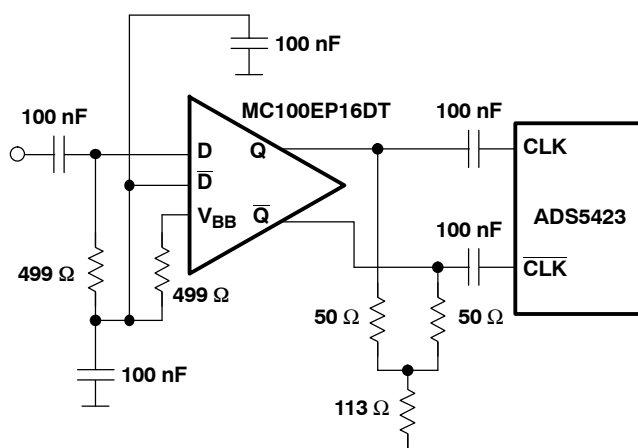 100 nF
MC100EP16DT
100 nF
100 nF
D
Q
CLK
D̅
ADS5423
V_BB
Q̅
100 nF
C̅L̅K̅
499 Ω
499 Ω
50 Ω
50 Ω
100 nF
113 Ω